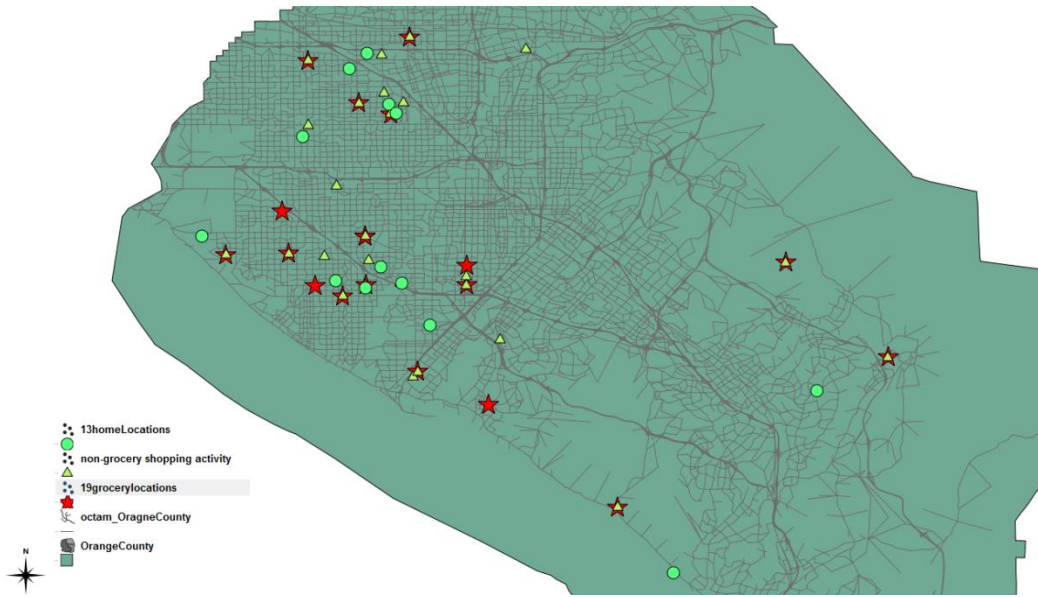 13homeLocations
non-grocery shopping activity
19grocerylocations
octam_OragneCounty
OrangeCounty
N